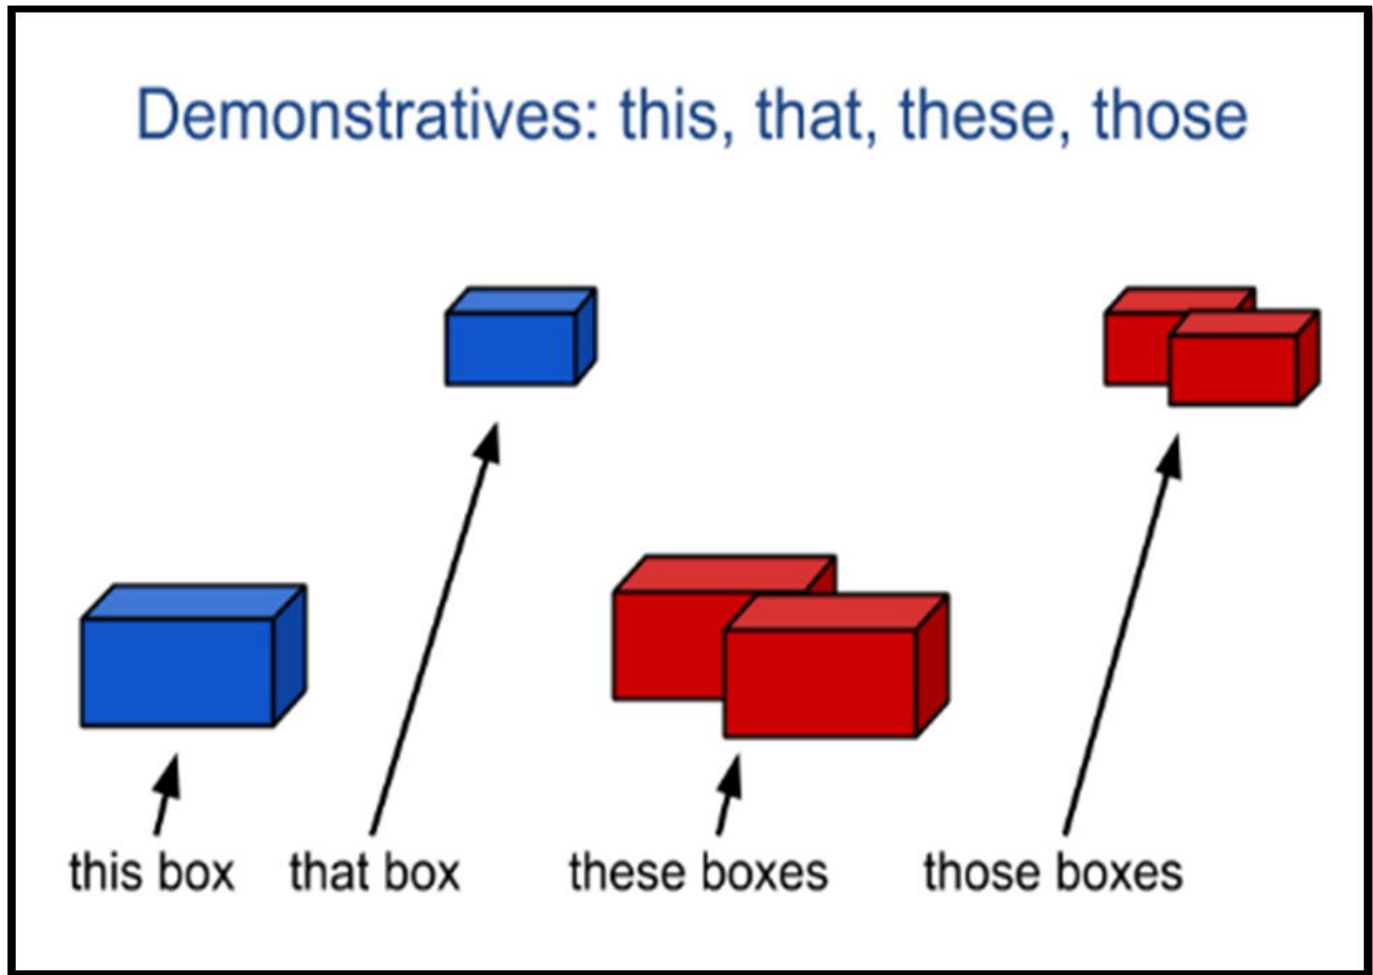 Demonstratives: this, that, these, those
this box that box these boxes those boxes